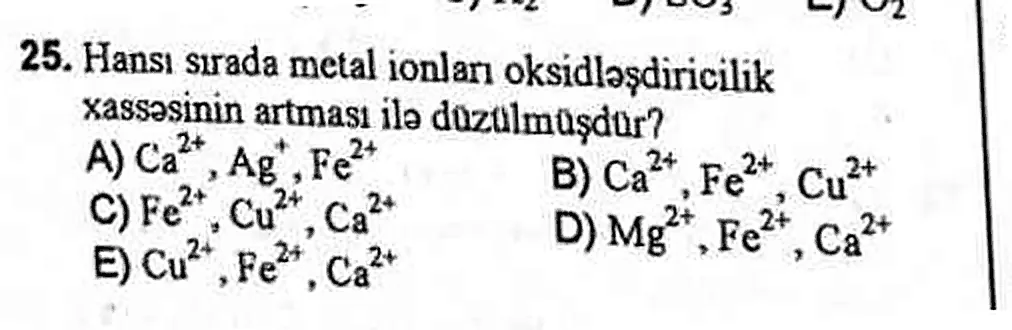 25. Hansı sırada metal ionları oksidləşdiricilik
xassəsinin artması ilə düzülmüşdür?
A) Ca²⁺, Ag⁺, Fe²⁺ B) Ca²⁺, Fe²⁺, Cu²⁺
C) Fe²⁺, Cu²⁺, Ca²⁺ D) Mg²⁺, Fe²⁺, Ca²⁺
E) Cu²⁺, Fe²⁺, Ca²⁺